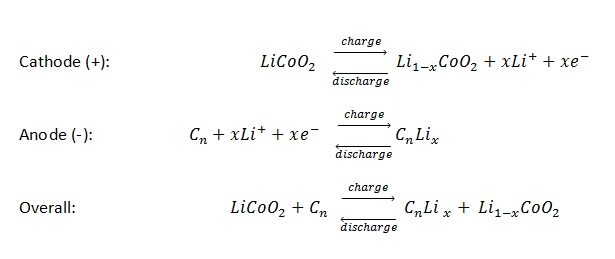 Cathode (+): LiCoO₂ charge discharge Li₁₋ₓCoO₂ + xLi⁺ + xe⁻
Anode (-): Cₙ + xLi⁺ + xe⁻ charge discharge CₙLiₓ
Overall: LiCoO₂ + Cₙ charge discharge CₙLi ₓ + Li₁₋ₓCoO₂